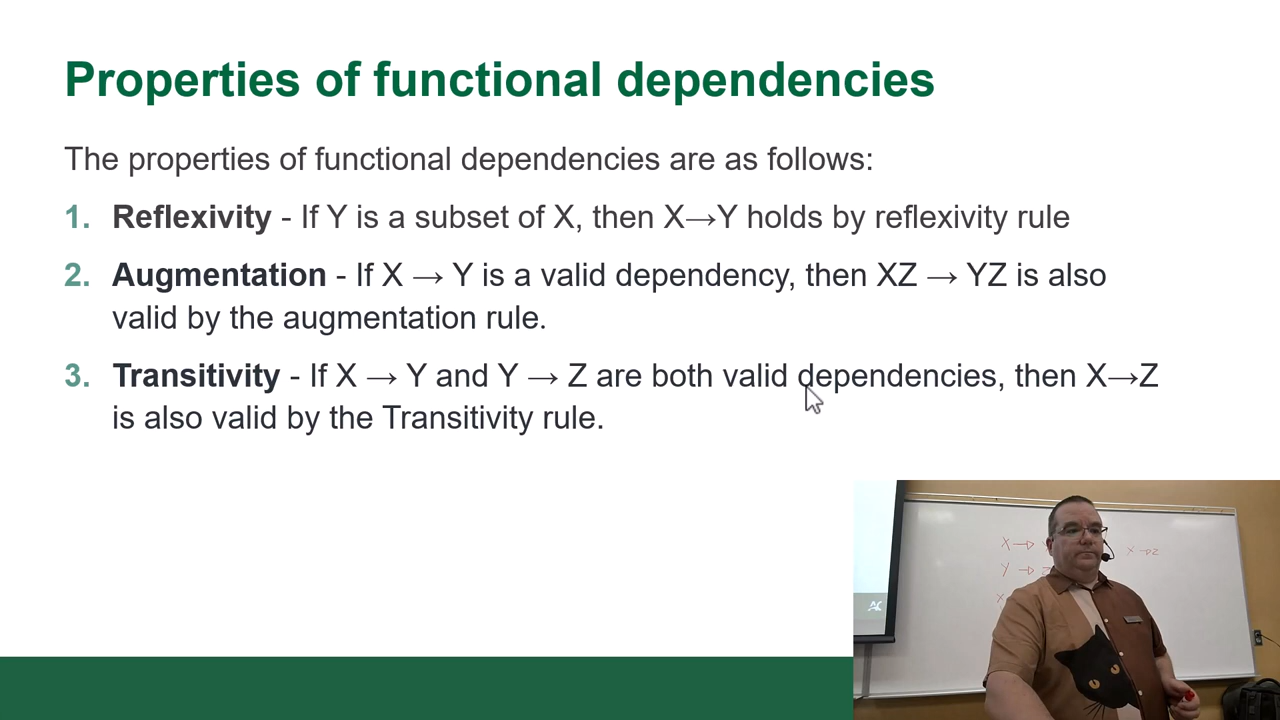 Properties of functional dependencies
The properties of functional dependencies are as follows:
1. Reflexivity - If Y is a subset of X, then X→Y holds by reflexivity rule
2. Augmentation - If X → Y is a valid dependency, then XZ → YZ is also
valid by the augmentation rule.
3. Transitivity - If X → Y and Y → Z are both valid dependencies, then X→Z
is also valid by the Transitivity rule.
X →
X → Z
Y →
X